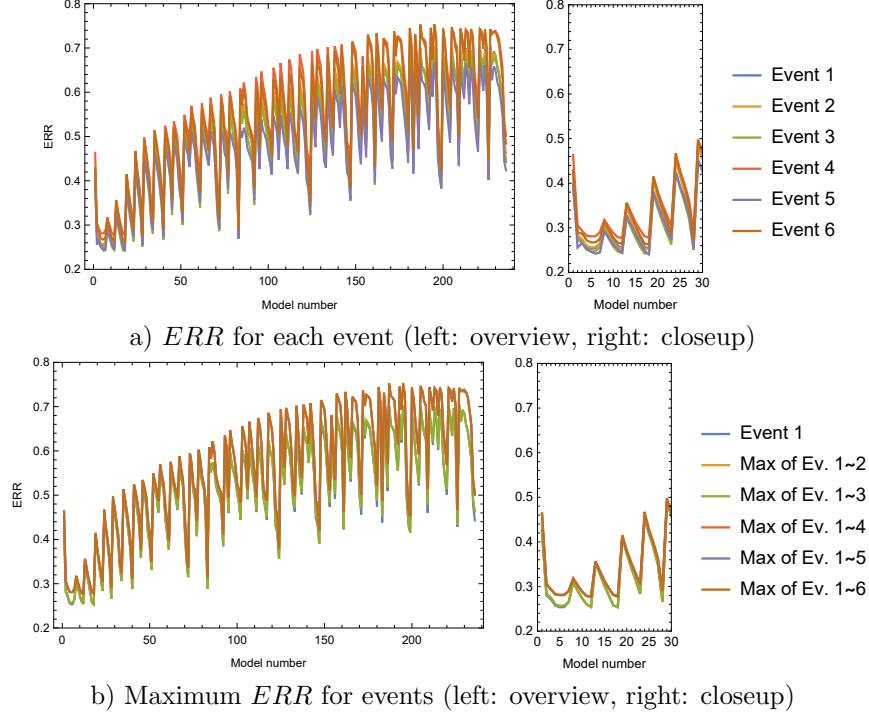 0.8
0.7
0.6
0.5
0.4
0.3
0.2
ERR
0 50 100 150 200
Model number
0.8
0.7
0.6
0.5
0.4
0.3
0.2
0 5 10 15 20 25 30
Model number
Event 1
Event 2
Event 3
Event 4
Event 5
Event 6
a) ERR for each event (left: overview, right: closeup)
0.8
0.7
0.6
0.5
0.4
0.3
0.2
ERR
0 50 100 150 200
Model number
0.8
0.7
0.6
0.5
0.4
0.3
0.2
0 5 10 15 20 25 30
Model number
Event 1
Max of Ev. 1~2
Max of Ev. 1~3
Max of Ev. 1~4
Max of Ev. 1~5
Max of Ev. 1~6
b) Maximum ERR for events (left: overview, right: closeup)